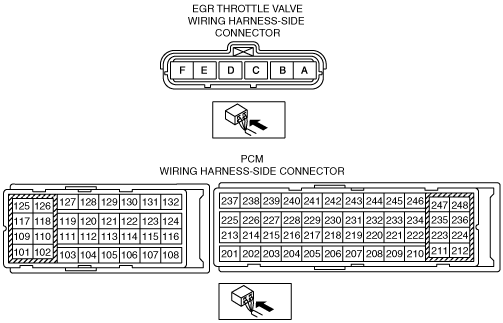 EGR THROTTLE VALVE
WIRING HARNESS-SIDE
CONNECTOR
F E D C B A
PCM
WIRING HARNESS-SIDE CONNECTOR
125 126 127 128 129 130 131 132
117 118 119 120 121 122 123 124
109 110 111 112 113 114 115 116
101 102 103 104 105 106 107 108
237 238 239 240 241 242 243 244 245 246 247 248
225 226 227 228 229 230 231 232 233 234 235 236
213 214 215 216 217 218 219 220 221 222 223 224
201 202 203 204 205 206 207 208 209 210 211 212